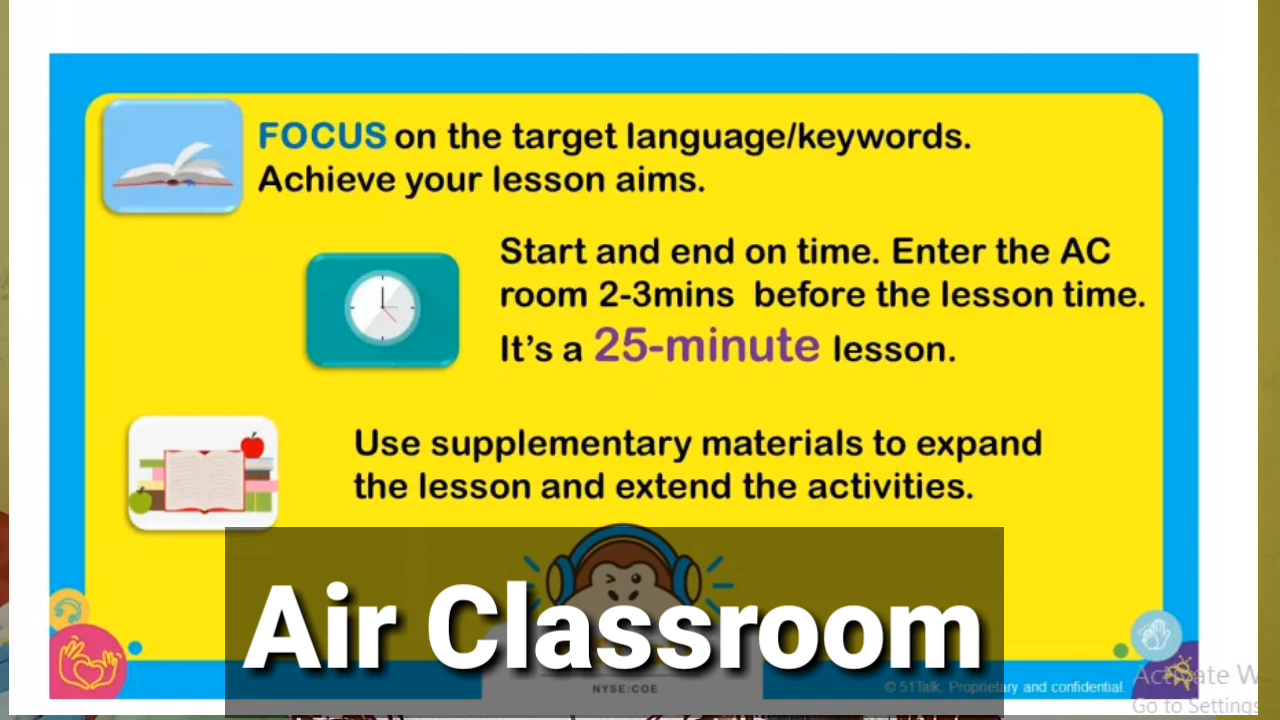 FOCUS on the target language/keywords.
Achieve your lesson aims.
Start and end on time. Enter the AC
room 2-3mins before the lesson time.
It's a 25-minute lesson.
Use supplementary materials to expand
the lesson and extend the activities.
Air Classroom
NYSE:COE
© 51Talk. Proprietary and confidential.
Activate W
Go to Settings